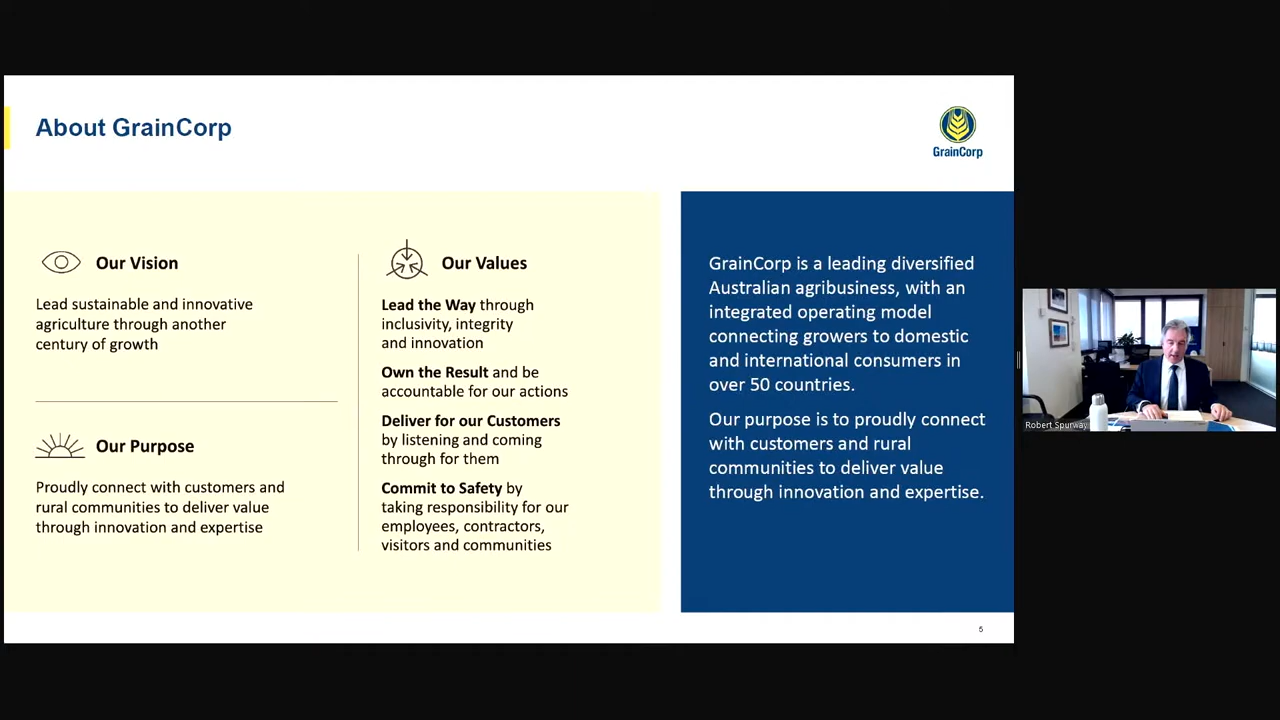 About GrainCorp
GrainCorp
Our Vision
Lead sustainable and innovative
agriculture through another
century of growth
Our Purpose
Proudly connect with customers and
rural communities to deliver value
through innovation and expertise
Our Values
Lead the Way through
inclusivity, integrity
and innovation
Own the Result and be
accountable for our actions
Deliver for our Customers
by listening and coming
through for them
Commit to Safety by
taking responsibility for our
employees, contractors,
visitors and communities
GrainCorp is a leading diversified
Australian agribusiness, with an
integrated operating model
connecting growers to domestic
and international consumers in
over 50 countries.
Our purpose is to proudly connect
with customers and rural
communities to deliver value
through innovation and expertise.
5
Robert Spurway